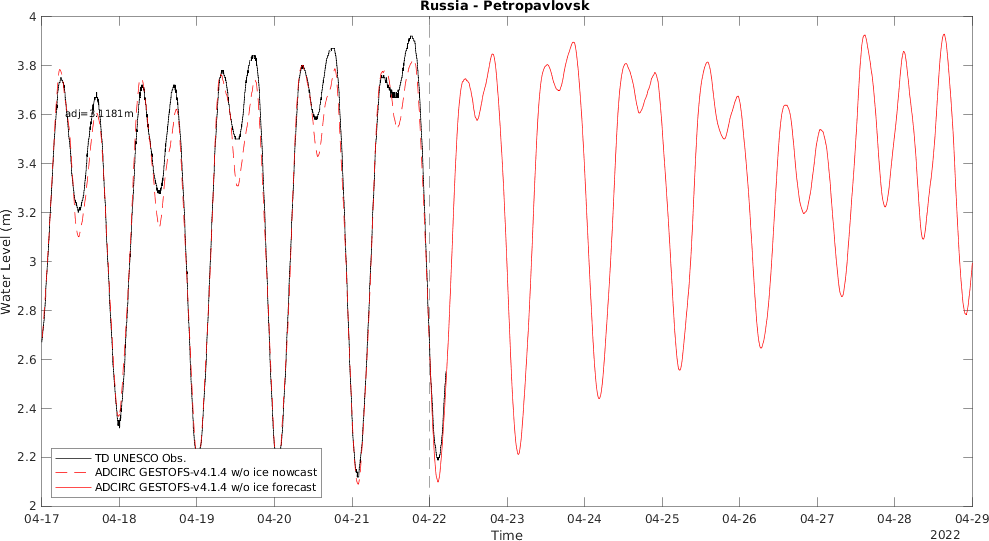 Russia - Petropavlovsk
Water Level (m)
4
3.8
3.6
3.4
3.2
3
2.8
2.6
2.4
2.2
2
adj=3.1181m
TD UNESCO Obs.
ADCIRC GESTOFS-v4.1.4 w/o ice nowcast
ADCIRC GESTOFS-v4.1.4 w/o ice forecast
04-17 04-18 04-19 04-20 04-21 04-22 04-23 04-24 04-25 04-26 04-27 04-28 04-29
Time
2022